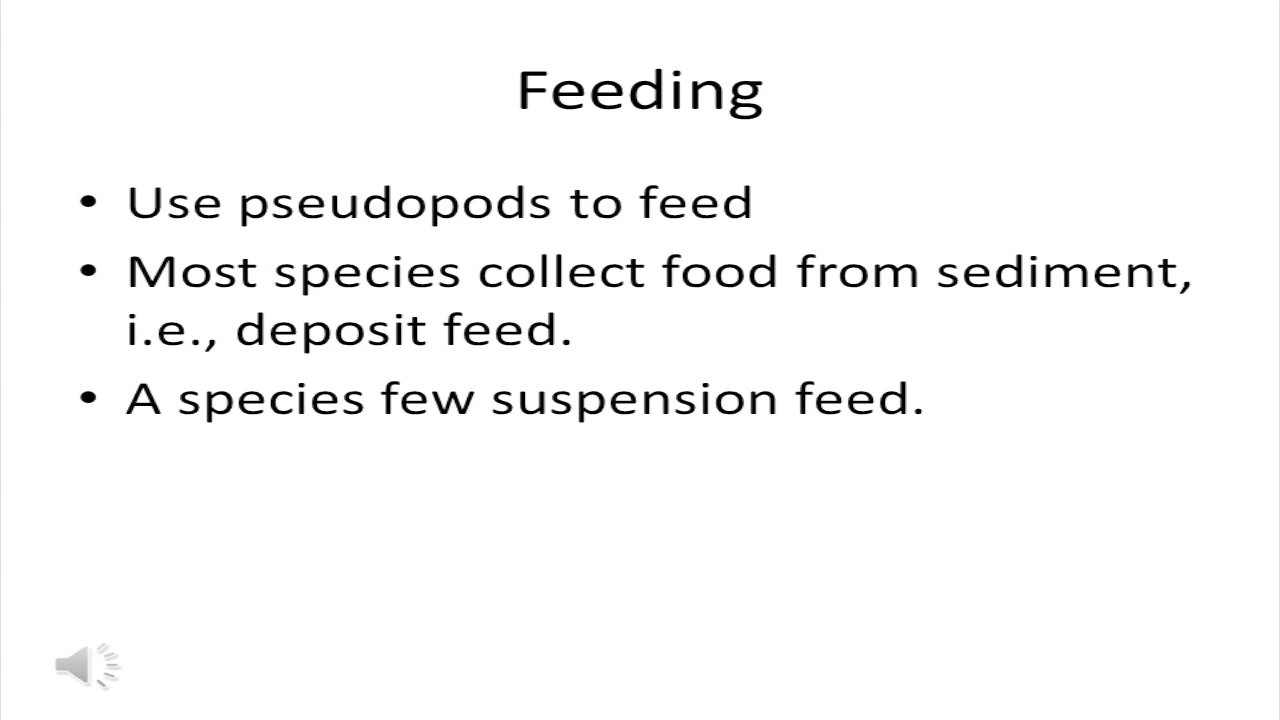 Feeding
• Use pseudopods to feed
• Most species collect food from sediment,
i.e., deposit feed.
• A species few suspension feed.